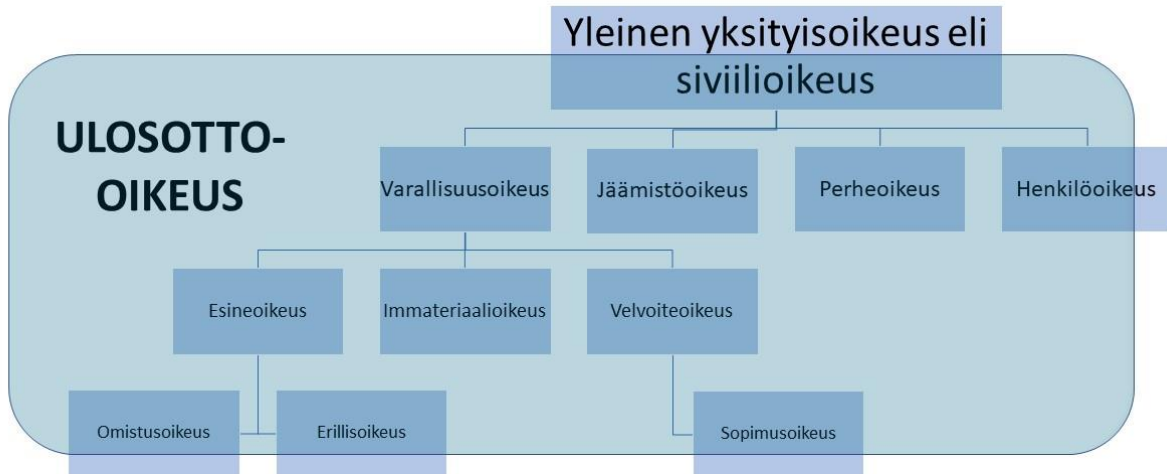 Yleinen yksityisoikeus eli
siviilioikeus
ULOSOTTO-
OIKEUS
Varallisuusoikeus
Jäämistöoikeus
Perheoikeus
Henkilöoikeus
Esineoikeus
Immateriaalioikeus
Velvoiteoikeus
Omistusoikeus
Erillisoikeus
Sopimusoikeus